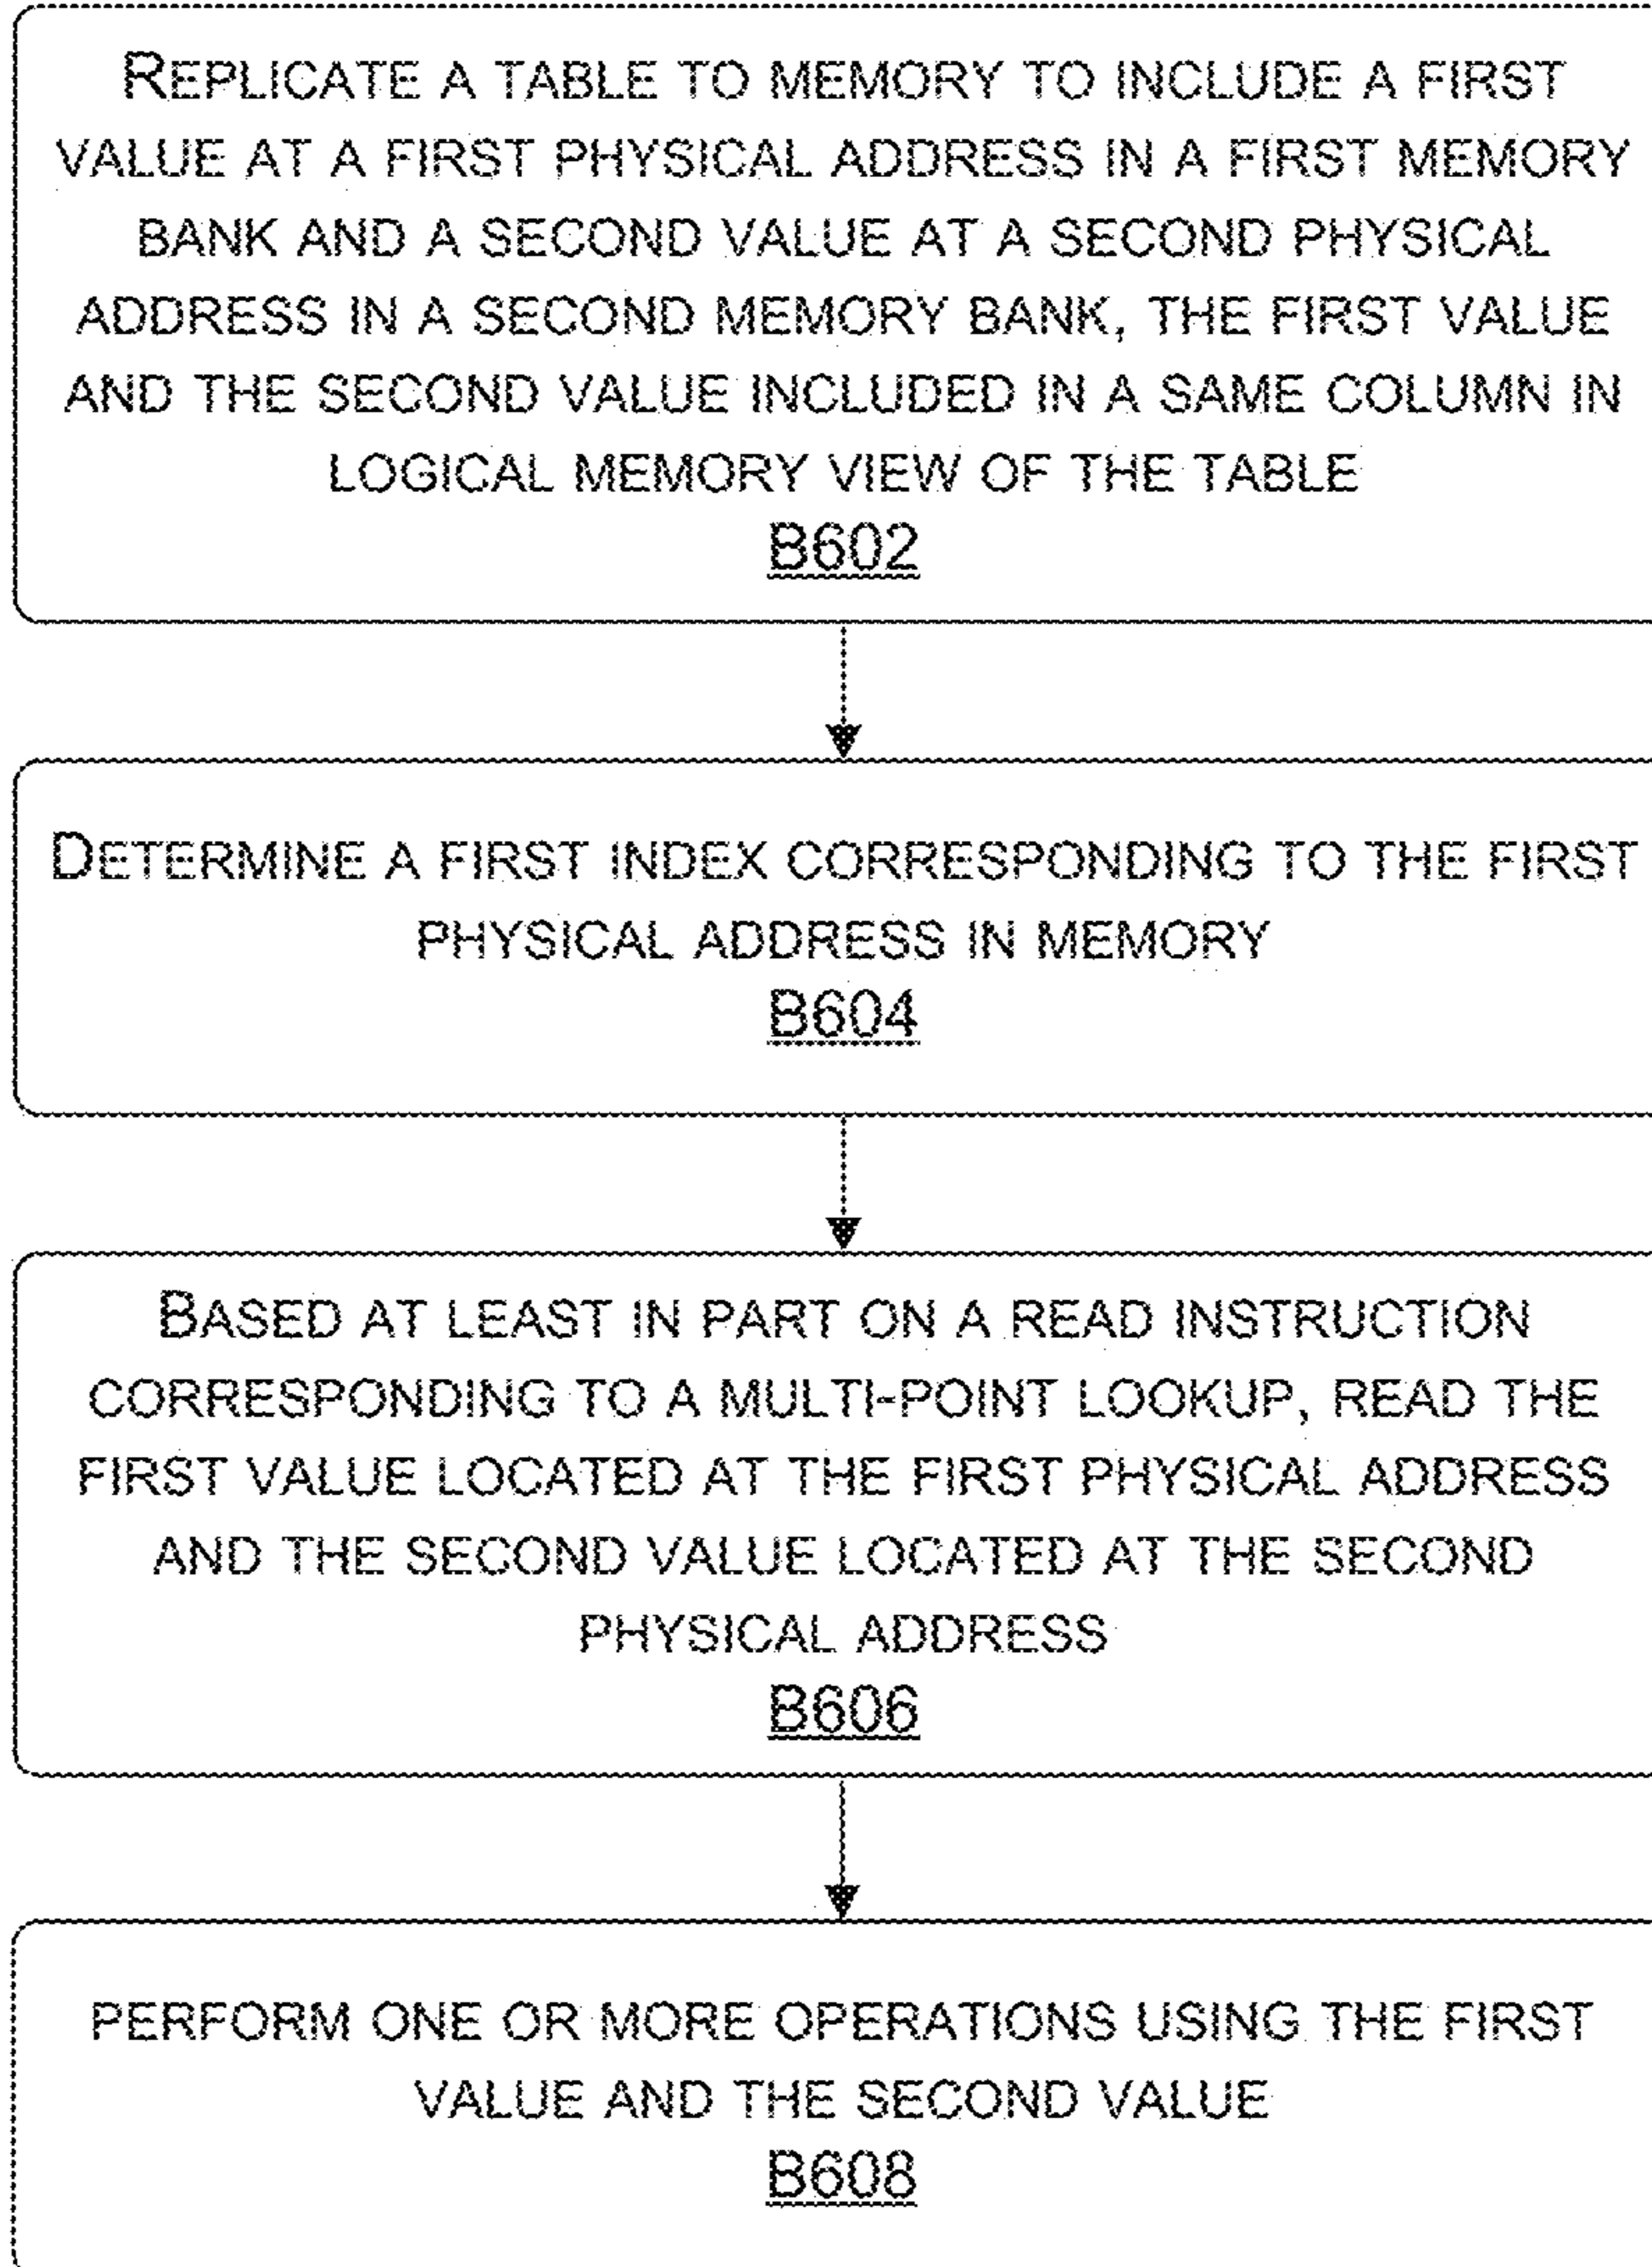 REPLICATE A TABLE TO MEMORY TO INCLUDE A FIRST
VALUE AT A FIRST PHYSICAL ADDRESS IN A FIRST MEMORY
BANK AND A SECOND VALUE AT A SECOND PHYSICAL
ADDRESS IN A SECOND MEMORY BANK, THE FIRST VALUE
AND THE SECOND VALUE INCLUDED IN A SAME COLUMN IN
LOGICAL MEMORY VIEW OF THE TABLE
B602
DETERMINE A FIRST INDEX CORRESPONDING TO THE FIRST
PHYSICAL ADDRESS IN MEMORY
B604
BASED AT LEAST IN PART ON A READ INSTRUCTION
CORRESPONDING TO A MULTI-POINT LOOKUP, READ THE
FIRST VALUE LOCATED AT THE FIRST PHYSICAL ADDRESS
AND THE SECOND VALUE LOCATED AT THE SECOND
PHYSICAL ADDRESS
B606
PERFORM ONE OR MORE OPERATIONS USING THE FIRST
VALUE AND THE SECOND VALUE
B608